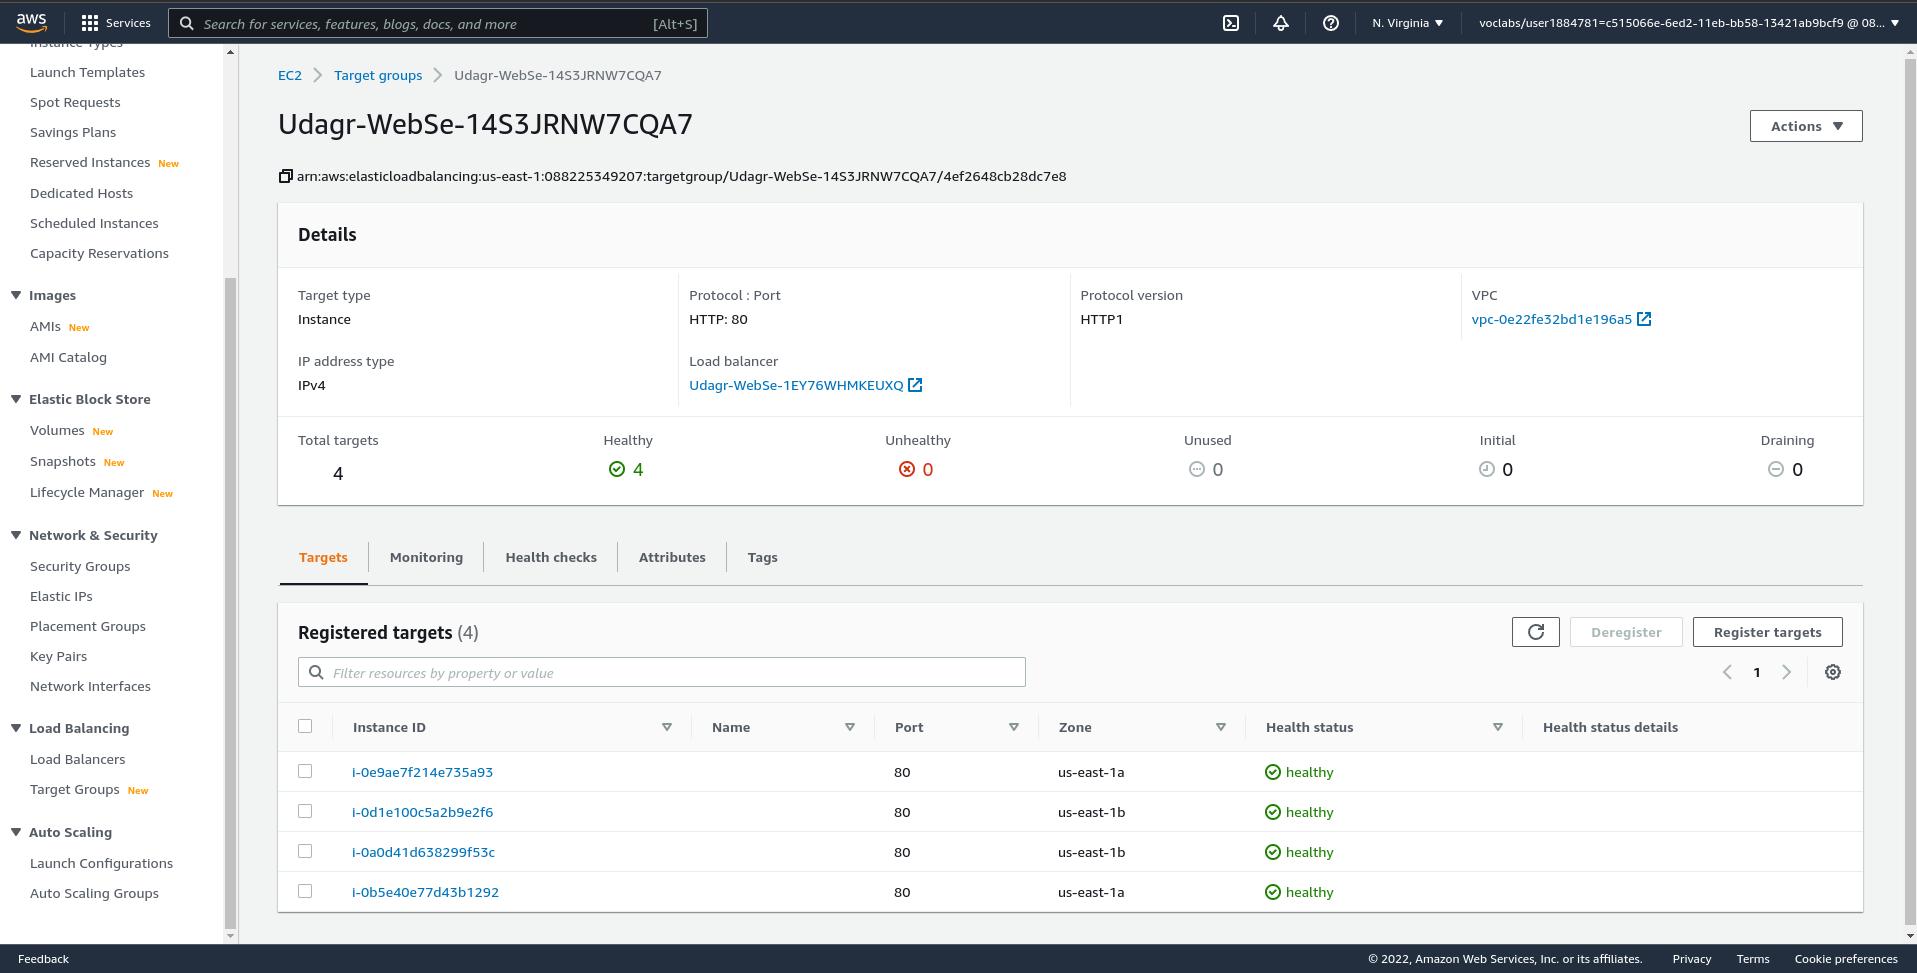 aws
Services
Search for services, features, blogs, docs, and more
[Alt+S]
N. Virginia
voclabs/user1884781=c515066e-6ed2-11eb-bb58-13421ab9bcf9 @ 08...
Instance Types
Launch Templates
Spot Requests
Savings Plans
Reserved Instances New
Dedicated Hosts
Scheduled Instances
Capacity Reservations
Images
AMIs New
AMI Catalog
Elastic Block Store
Volumes New
Snapshots New
Lifecycle Manager New
Network & Security
Security Groups
Elastic IPs
Placement Groups
Key Pairs
Network Interfaces
Load Balancing
Load Balancers
Target Groups New
Auto Scaling
Launch Configurations
Auto Scaling Groups
EC2 Target groups Udagr-WebSe-14S3JRNW7CQA7
Udagr-WebSe-14S3JRNW7CQA7
Actions
arn:aws:elasticloadbalancing:us-east-1:088225349207:targetgroup/Udagr-WebSe-14S3JRNW7CQA7/4ef2648cb28dc7e8
Details
Target type
Instance
Protocol : Port
HTTP: 80
Protocol version
HTTP1
VPC
vpc-0e22fe32bd1e196a5
IP address type
IPv4
Load balancer
Udagr-WebSe-1EY76WHMKEUXQ
Total targets
4
Healthy
4
Unhealthy
0
Unused
0
Initial
0
Draining
0
Targets Monitoring Health checks Attributes Tags
Registered targets (4)
Deregister
Register targets
Filter resources by property or value
1
Instance ID Name Port Zone Health status Health status details
i-0e9ae7f214e735a93 80 us-east-1a healthy
i-0d1e100c5a2b9e2f6 80 us-east-1b healthy
i-0a0d41d638299f53c 80 us-east-1b healthy
i-0b5e40e77d43b1292 80 us-east-1a healthy
Feedback
© 2022, Amazon Web Services, Inc. or its affiliates.
Privacy
Terms
Cookie preferences